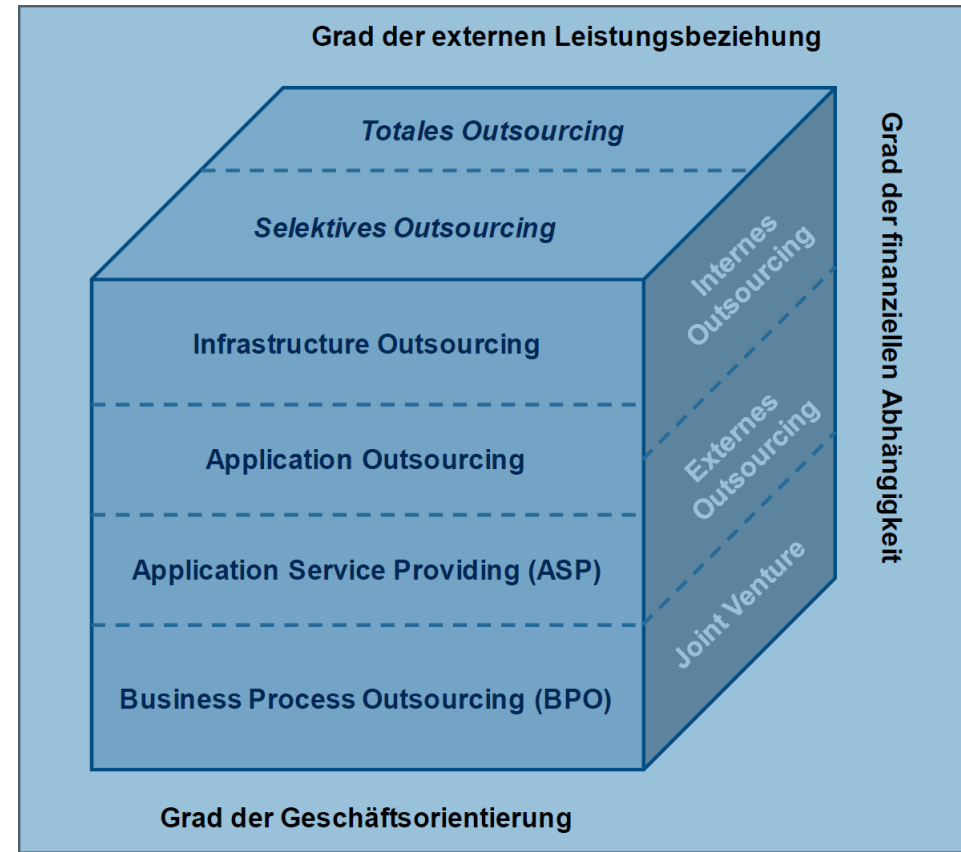 Grad der externen Leistungsbeziehung
Totales Outsourcing
Selektives Outsourcing
Infrastructure Outsourcing
Application Outsourcing
Application Service Providing (ASP)
Business Process Outsourcing (BPO)
Internes
Outsourcing
Externes
Outsourcing
Joint Venture
Grad der finanziellen Abhängigkeit
Grad der Geschäftsorientierung